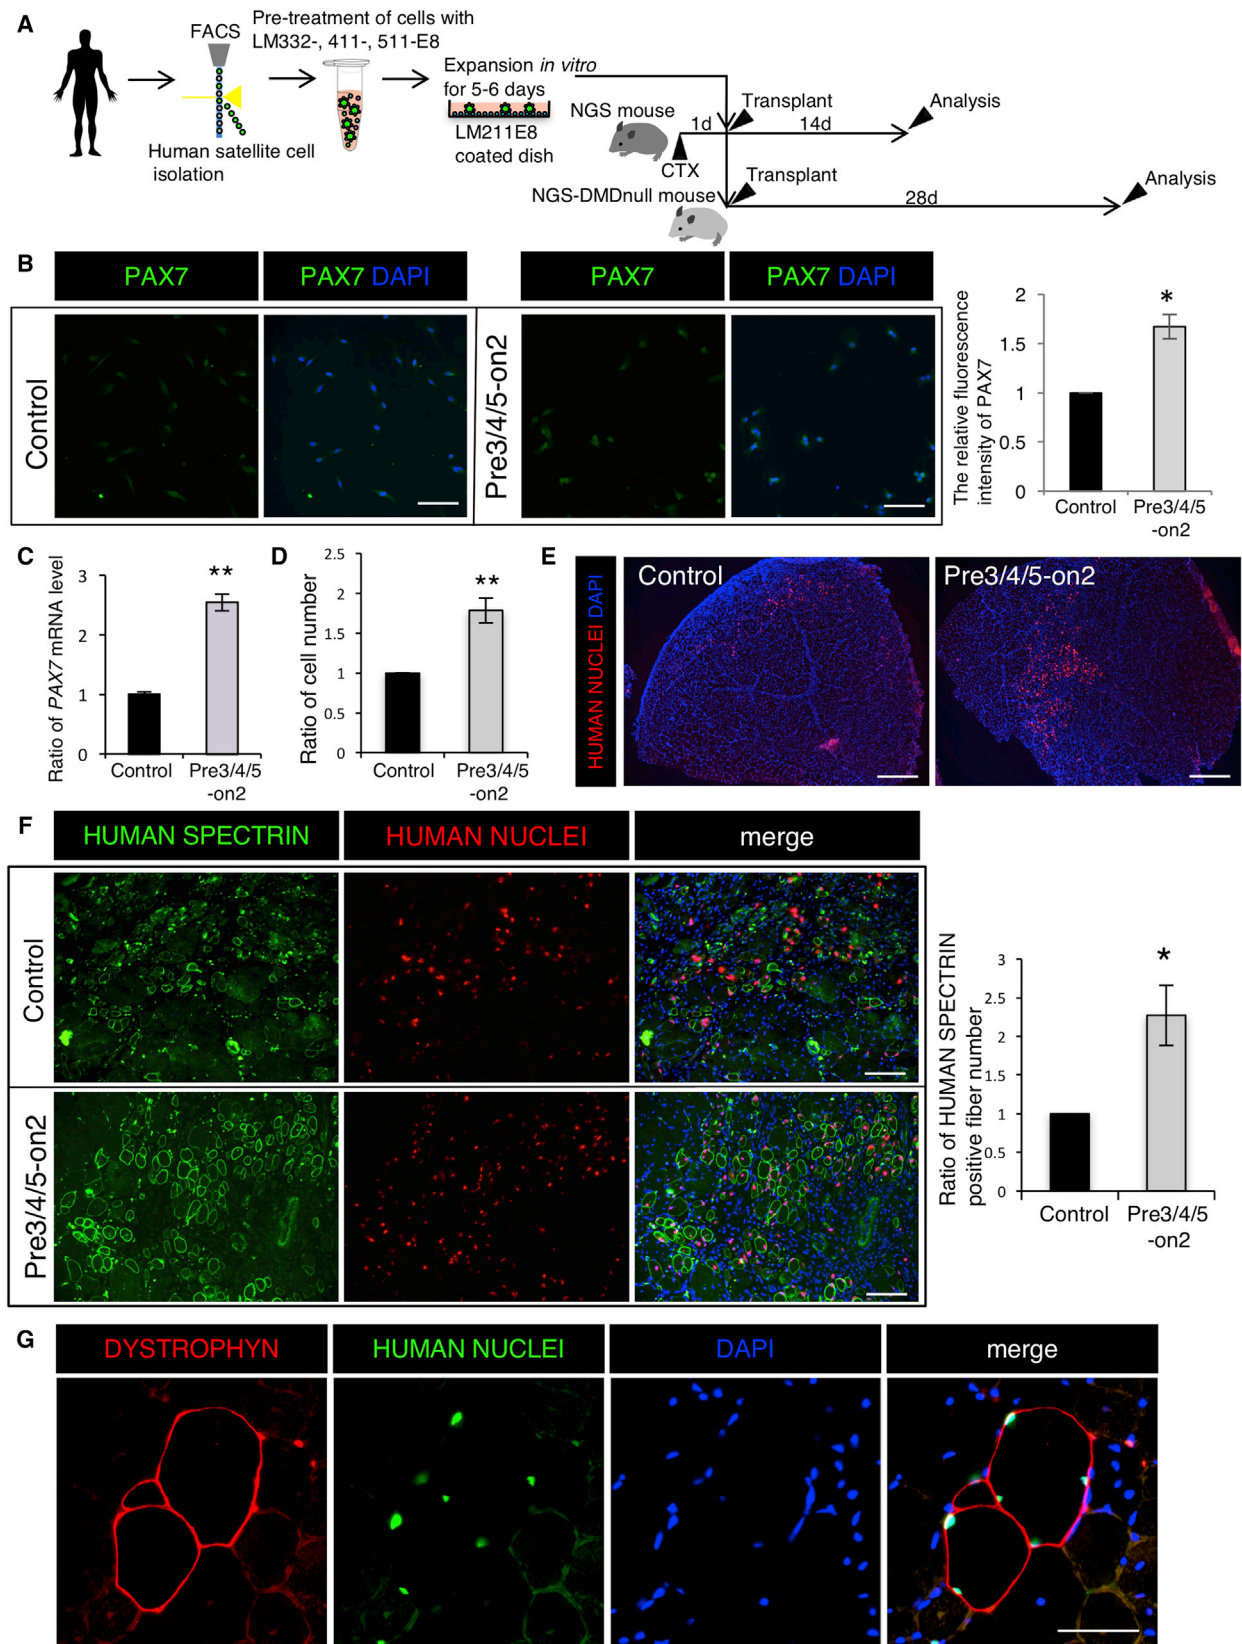 A
FACS
Pre-treatment of cells with
LM332-, 411-, 511-E8
Human satellite cell
isolation
Expansion in vitro
for 5-6 days
LM211E8
coated dish
NGS mouse
1d
CTX
Transplant
14d
Analysis
NGS-DMDnull mouse
Transplant
28d
Analysis
B
PAX7
PAX7 DAPI
PAX7
PAX7 DAPI
Control
Pre3/4/5-on2
The relative fluorescence
intensity of PAX7
2
1.5
1
0.5
0
*
Control
Pre3/4/5
-on2
C
Ratio of PAX7 mRNA level
3
2
1
0
**
Control
Pre3/4/5
-on2
D
Ratio of cell number
2.5
2
1.5
1
0.5
0
**
Control
Pre3/4/5
-on2
E
HUMAN NUCLEI DAPI
Control
Pre3/4/5-on2
F
HUMAN SPECTRIN
HUMAN NUCLEI
merge
Control
Pre3/4/5-on2
Ratio of HUMAN SPECTRIN
positive fiber number
3
2.5
2
1.5
1
0.5
0
*
Control
Pre3/4/5
-on2
G
DYSTROPHYN
HUMAN NUCLEI
DAPI
merge